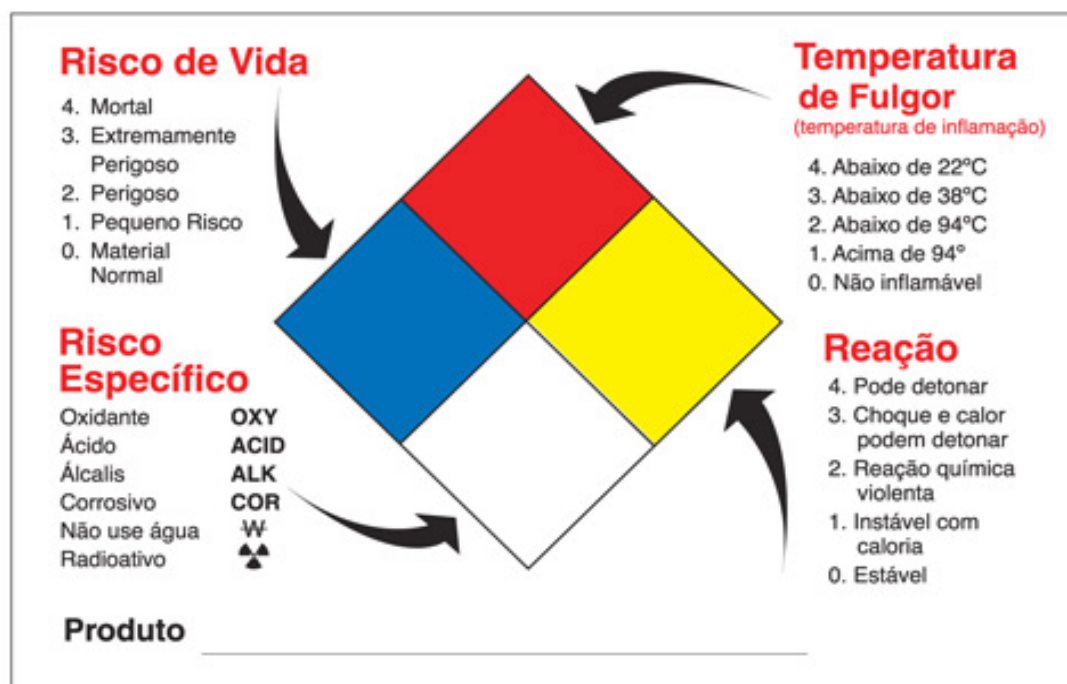 Risco de Vida
4. Mortal
3. Extremamente
Perigoso
2. Perigoso
1. Pequeno Risco
0. Material
Normal
Temperatura
de Fulgor
(temperatura de inflamação)
4. Abaixo de 22ºC
3. Abaixo de 38ºC
2. Abaixo de 94ºC
1. Acima de 94º
0. Não inflamável
Risco
Específico
Oxidante OXY
Ácido ACID
Álcalis ALK
Corrosivo COR
Não use água W
Radioativo
Reação
4. Pode detonar
3. Choque e calor
podem detonar
2. Reação química
violenta
1. Instável com
caloria
0. Estável
Produto